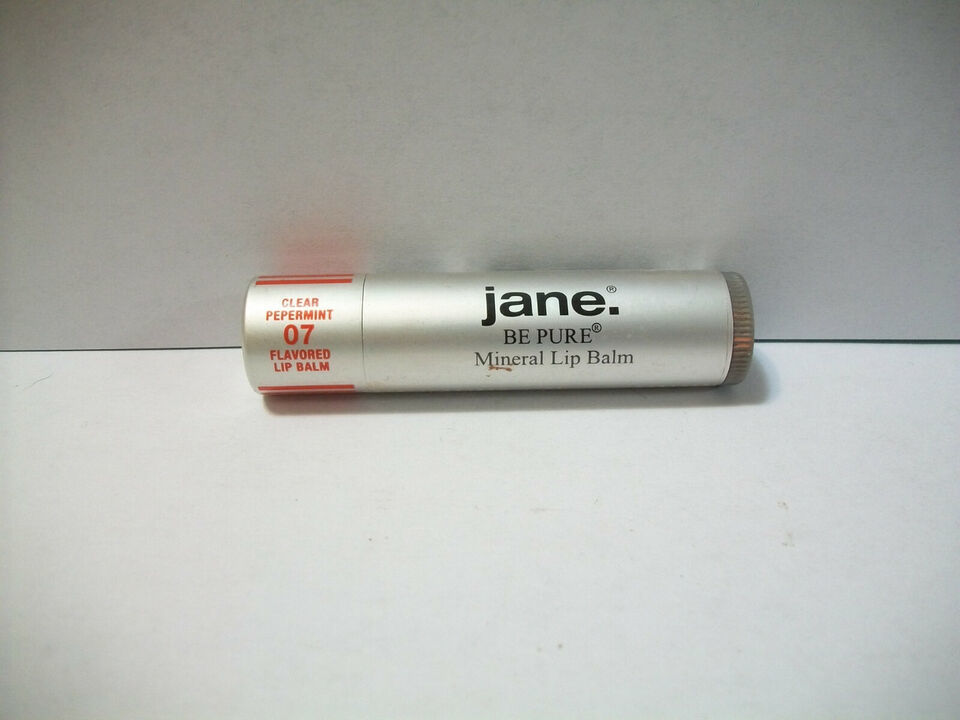 CLEAR
PEPERMINT
07
FLAVORED
LIP BALM
jane.®
BE PURE®
Mineral Lip Balm